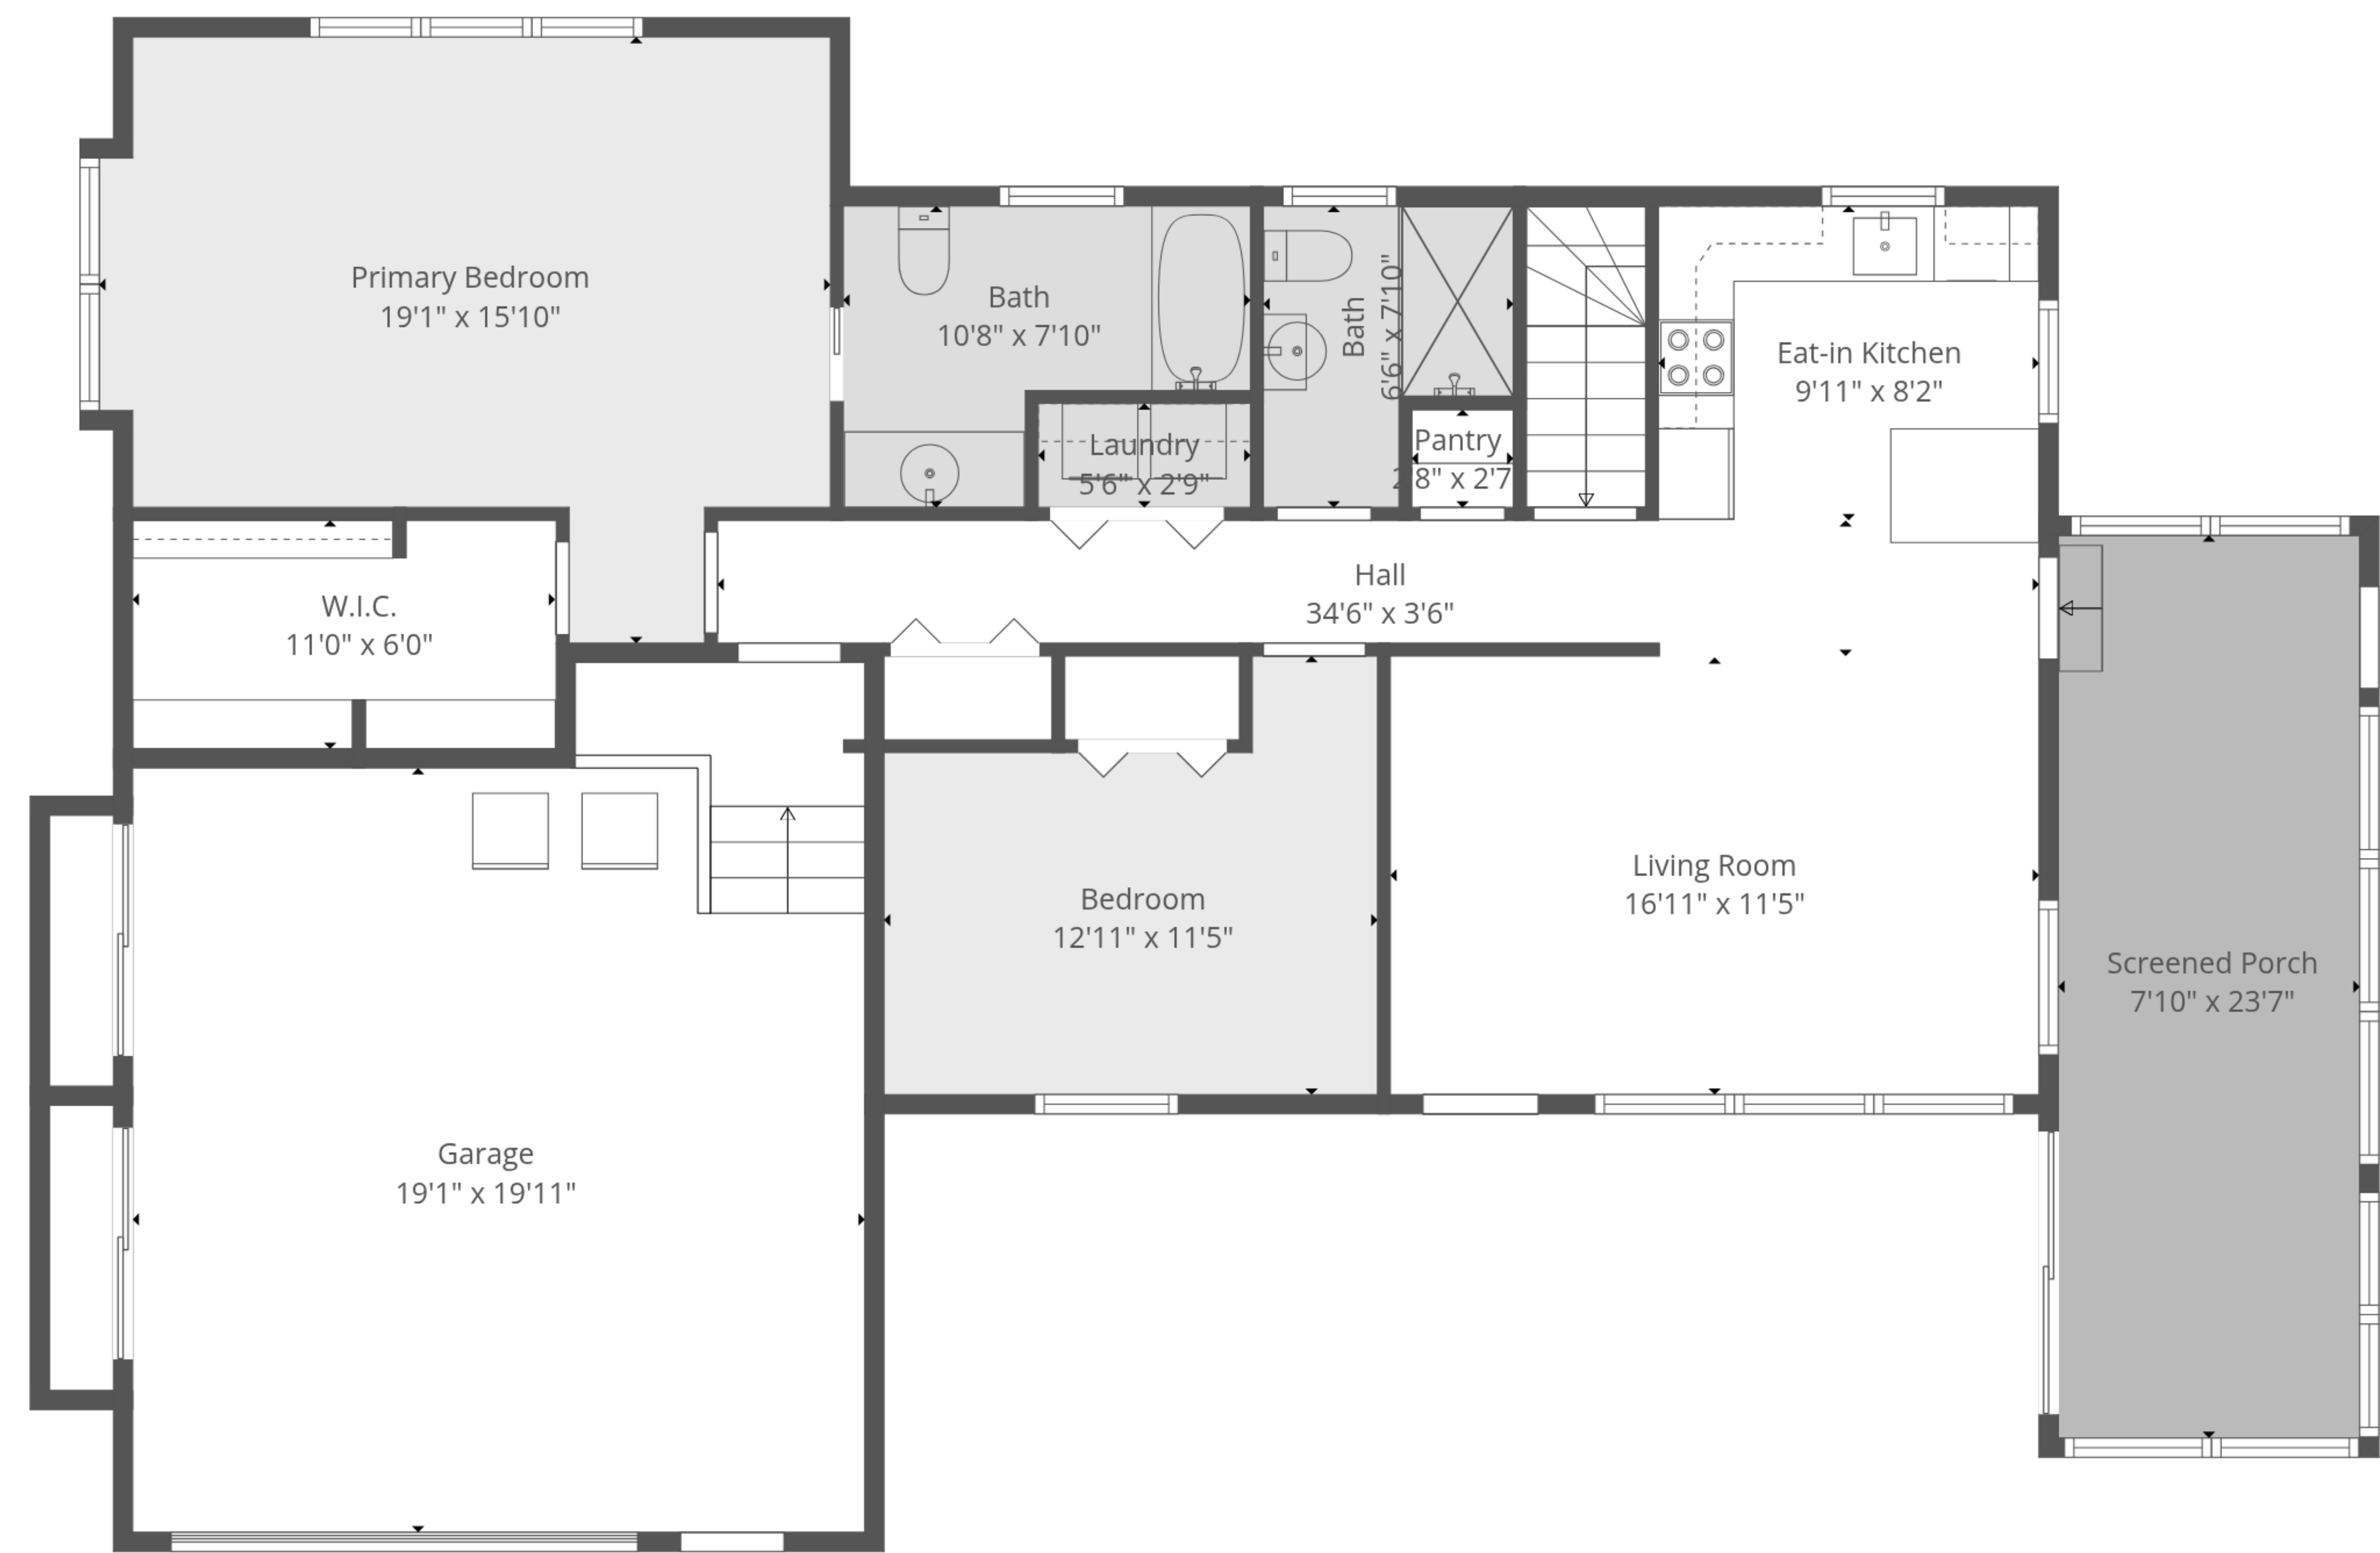 Primary Bedroom
19'1" x 15'10"
Bath
10'8" x 7'10"
Bath
6'6" x 7'10"
Eat-in Kitchen
9'11" x 8'2"
Laundry
5'6" x 2'9"
Pantry
2'8" x 2'7
Hall
34'6" x 3'6"
W.I.C.
11'0" x 6'0"
Living Room
16'11" x 11'5"
Bedroom
12'11" x 11'5"
Screened Porch
7'10" x 23'7"
Garage
19'1" x 19'11"